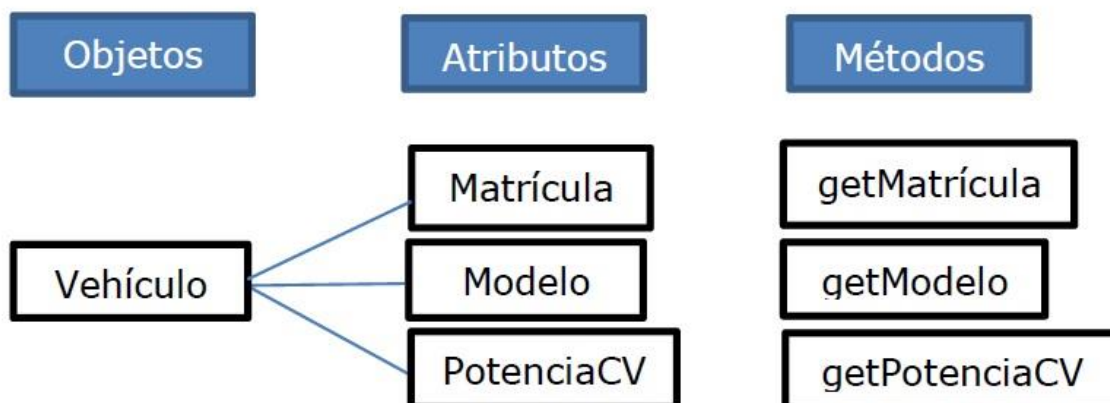 Objetos Atributos Métodos
Matrícula getMatrícula
Vehículo Modelo getModelo
PotenciaCV getPotenciaCV